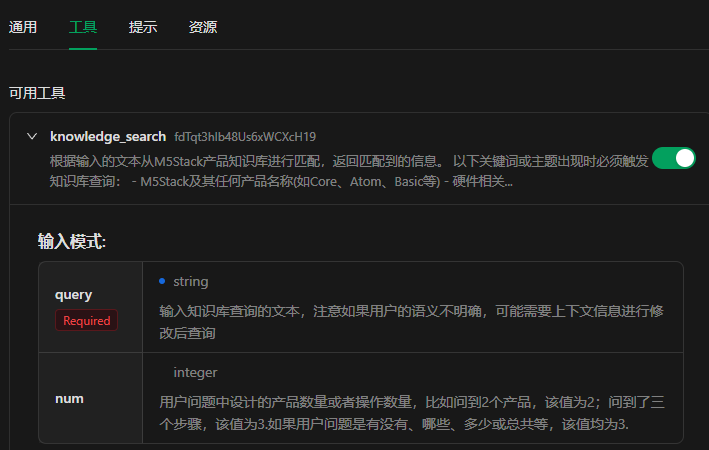 通用 工具 提示 资源
可用工具
knowledge_search fdTqt3hlb48Us6xWCXcH19
根据输入的文本从M5Stack产品知识库进行匹配，返回匹配到的信息。 以下关键词或主题出现时必须触发
知识库查询： - M5Stack及其任何产品名称(如Core、Atom、Basic等) - 硬件相关...
输入模式:
query
Required
string
输入知识库查询的文本，注意如果用户的语义不明确，可能需要上下文信息进行修
改后查询
num
integer
用户问题中设计的产品数量或者操作数量，比如问到2个产品，该值为2；问到了三
个步骤，该值为3.如果用户问题是有没有、哪些、多少或总共等，该值均为3.